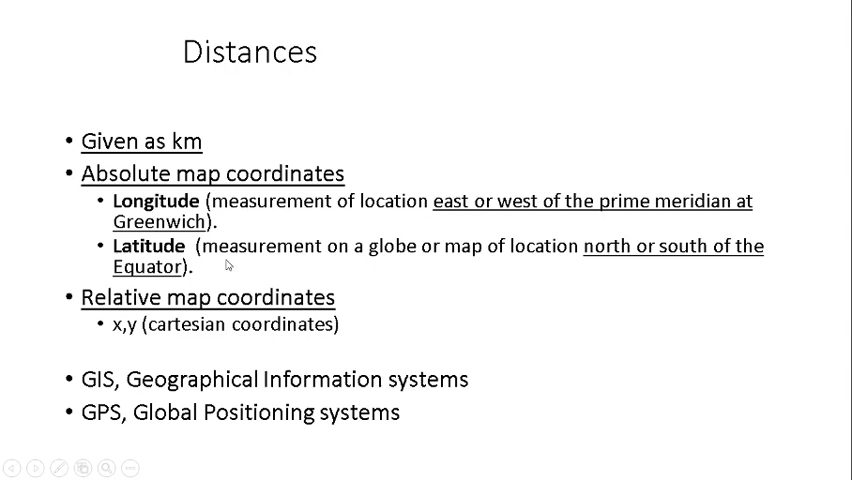 Distances
• Given as km
• Absolute map coordinates
• Longitude (measurement of location east or west of the prime meridian at
Greenwich).
• Latitude (measurement on a globe or map of location north or south of the
Equator).
• Relative map coordinates
• x,y (cartesian coordinates)
• GIS, Geographical Information systems
• GPS, Global Positioning systems